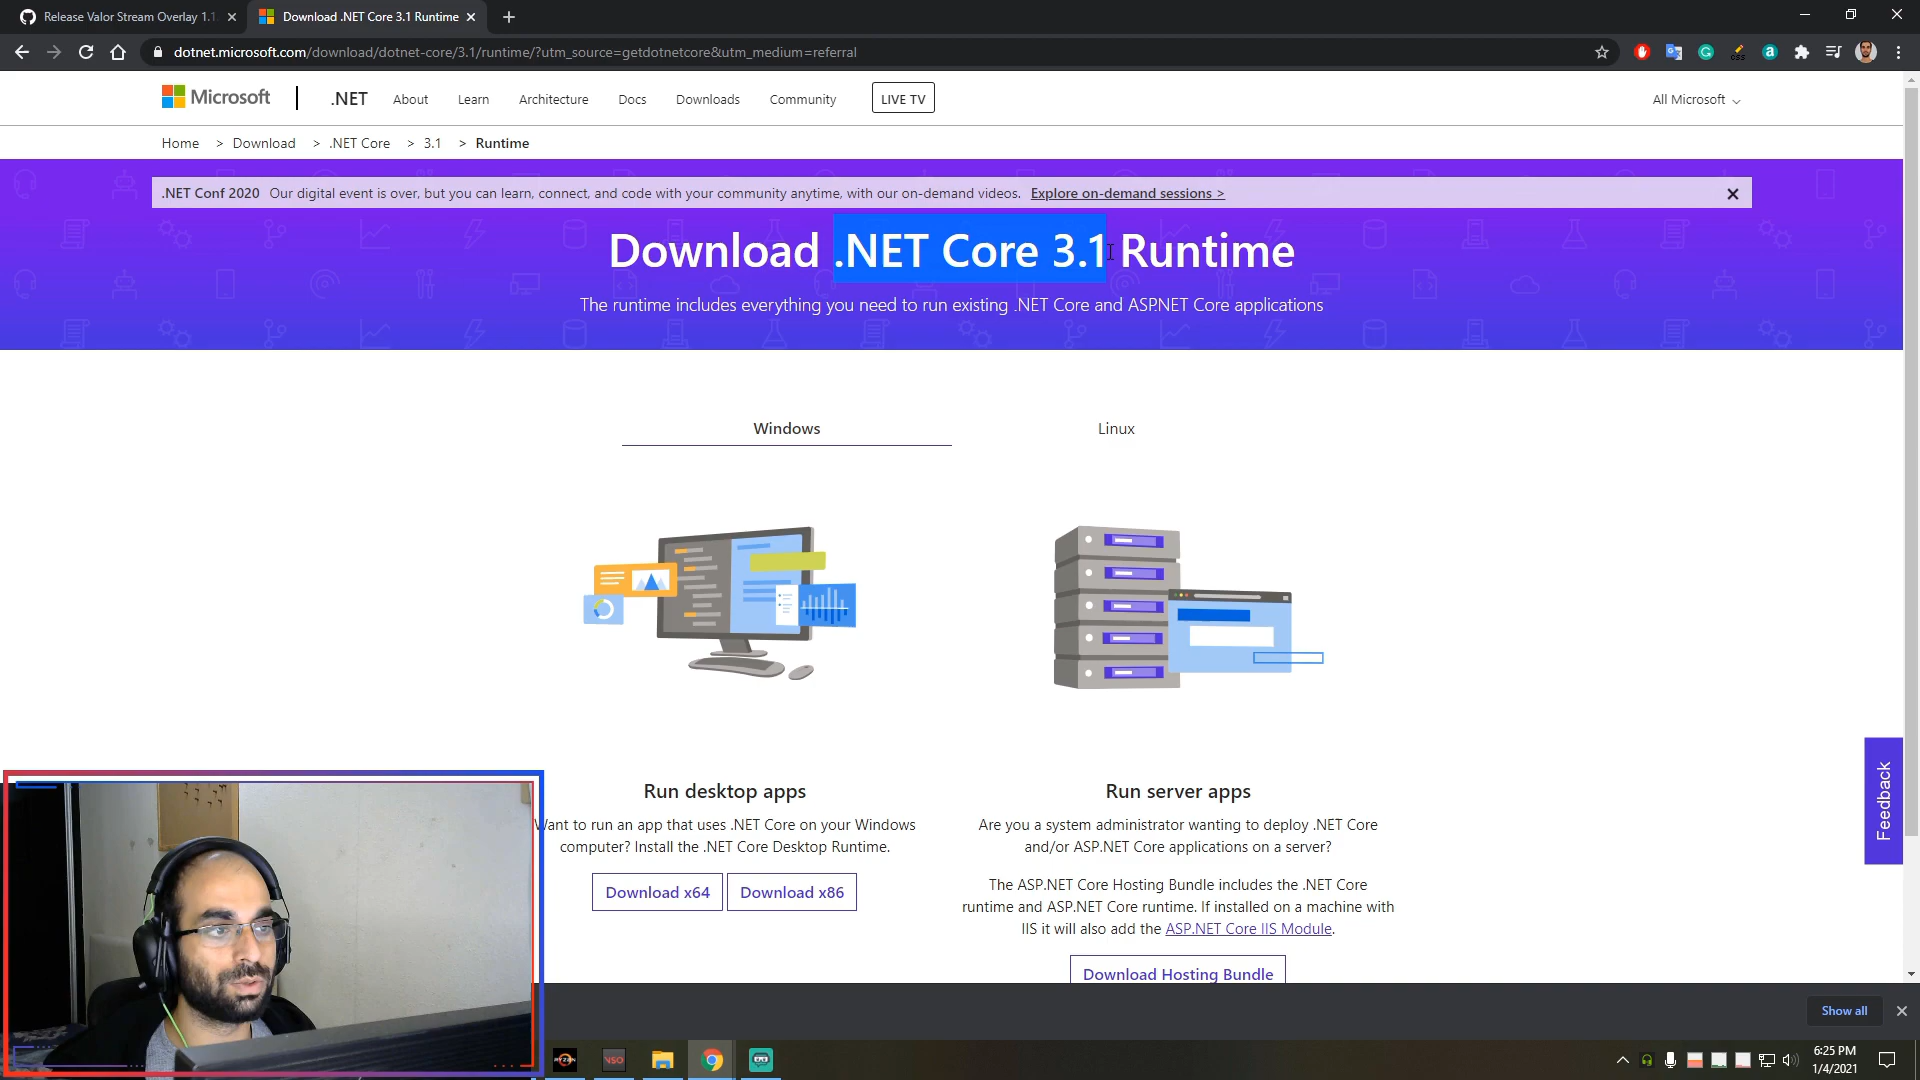 Release Valor Stream Overlay 1.1
Download .NET Core 3.1 Runtime
dotnet.microsoft.com/download/dotnet-core/3.1/runtime/?utm_source=getdotnetcore&utm_medium=referral
Microsoft
.NET
About
Learn
Architecture
Docs
Downloads
Community
LIVE TV
All Microsoft
Home > Download > .NET Core > 3.1 > Runtime
.NET Conf 2020 Our digital event is over, but you can learn, connect, and code with your community anytime, with our on-demand videos. Explore on-demand sessions >
Download .NET Core 3.1 Runtime
The runtime includes everything you need to run existing .NET Core and ASP.NET Core applications
Windows
Linux
Run desktop apps
Want to run an app that uses .NET Core on your Windows
computer? Install the .NET Core Desktop Runtime.
Download x64
Download x86
Run server apps
Are you a system administrator wanting to deploy .NET Core
and/or ASP.NET Core applications on a server?
The ASP.NET Core Hosting Bundle includes the .NET Core
runtime and ASP.NET Core runtime. If installed on a machine with
IIS it will also add the ASP.NET Core IIS Module.
Download Hosting Bundle
Feedback
Show all
RYZEN
VSO
6:25 PM
1/4/2021